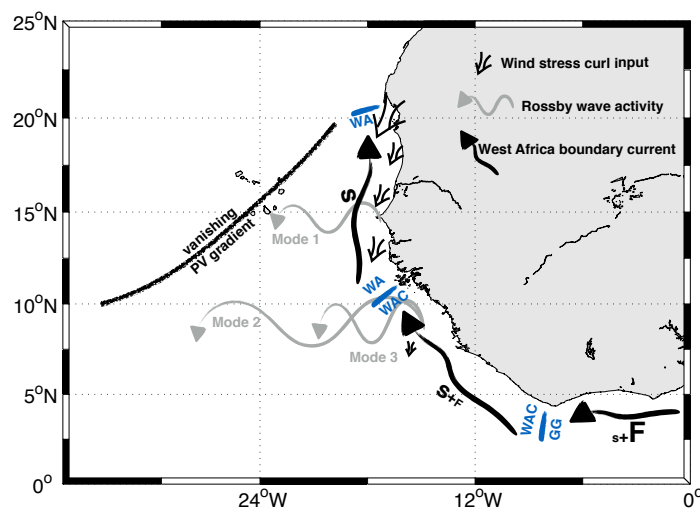 25°N
20°N
15°N
10°N
5°N
0°
24°W
12°W
0°
Wind stress curl input
Rossby wave activity
West Africa boundary current
WA
S
vanishing
PV gradient
Mode 1
WA
WAC
Mode 2
Mode 3
S+F
WAC
GG
S+F